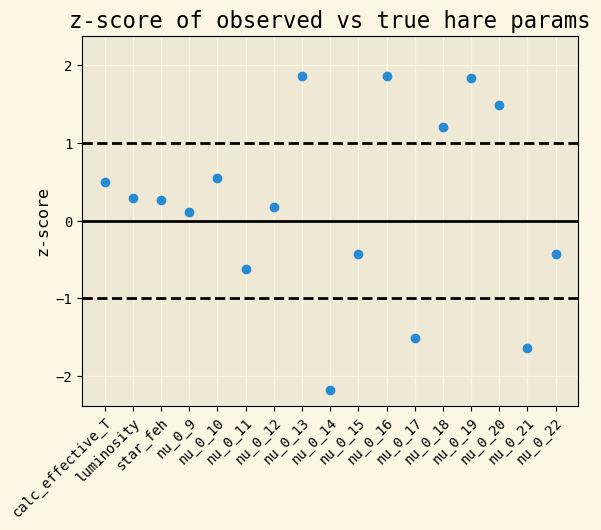 z-score of observed vs true hare params
z-score
2
1
0
−1
−2
calc_effective_T
luminosity
star_feh
nu_0_9
nu_0_10
nu_0_11
nu_0_12
nu_0_13
nu_0_14
nu_0_15
nu_0_16
nu_0_17
nu_0_18
nu_0_19
nu_0_20
nu_0_21
nu_0_22